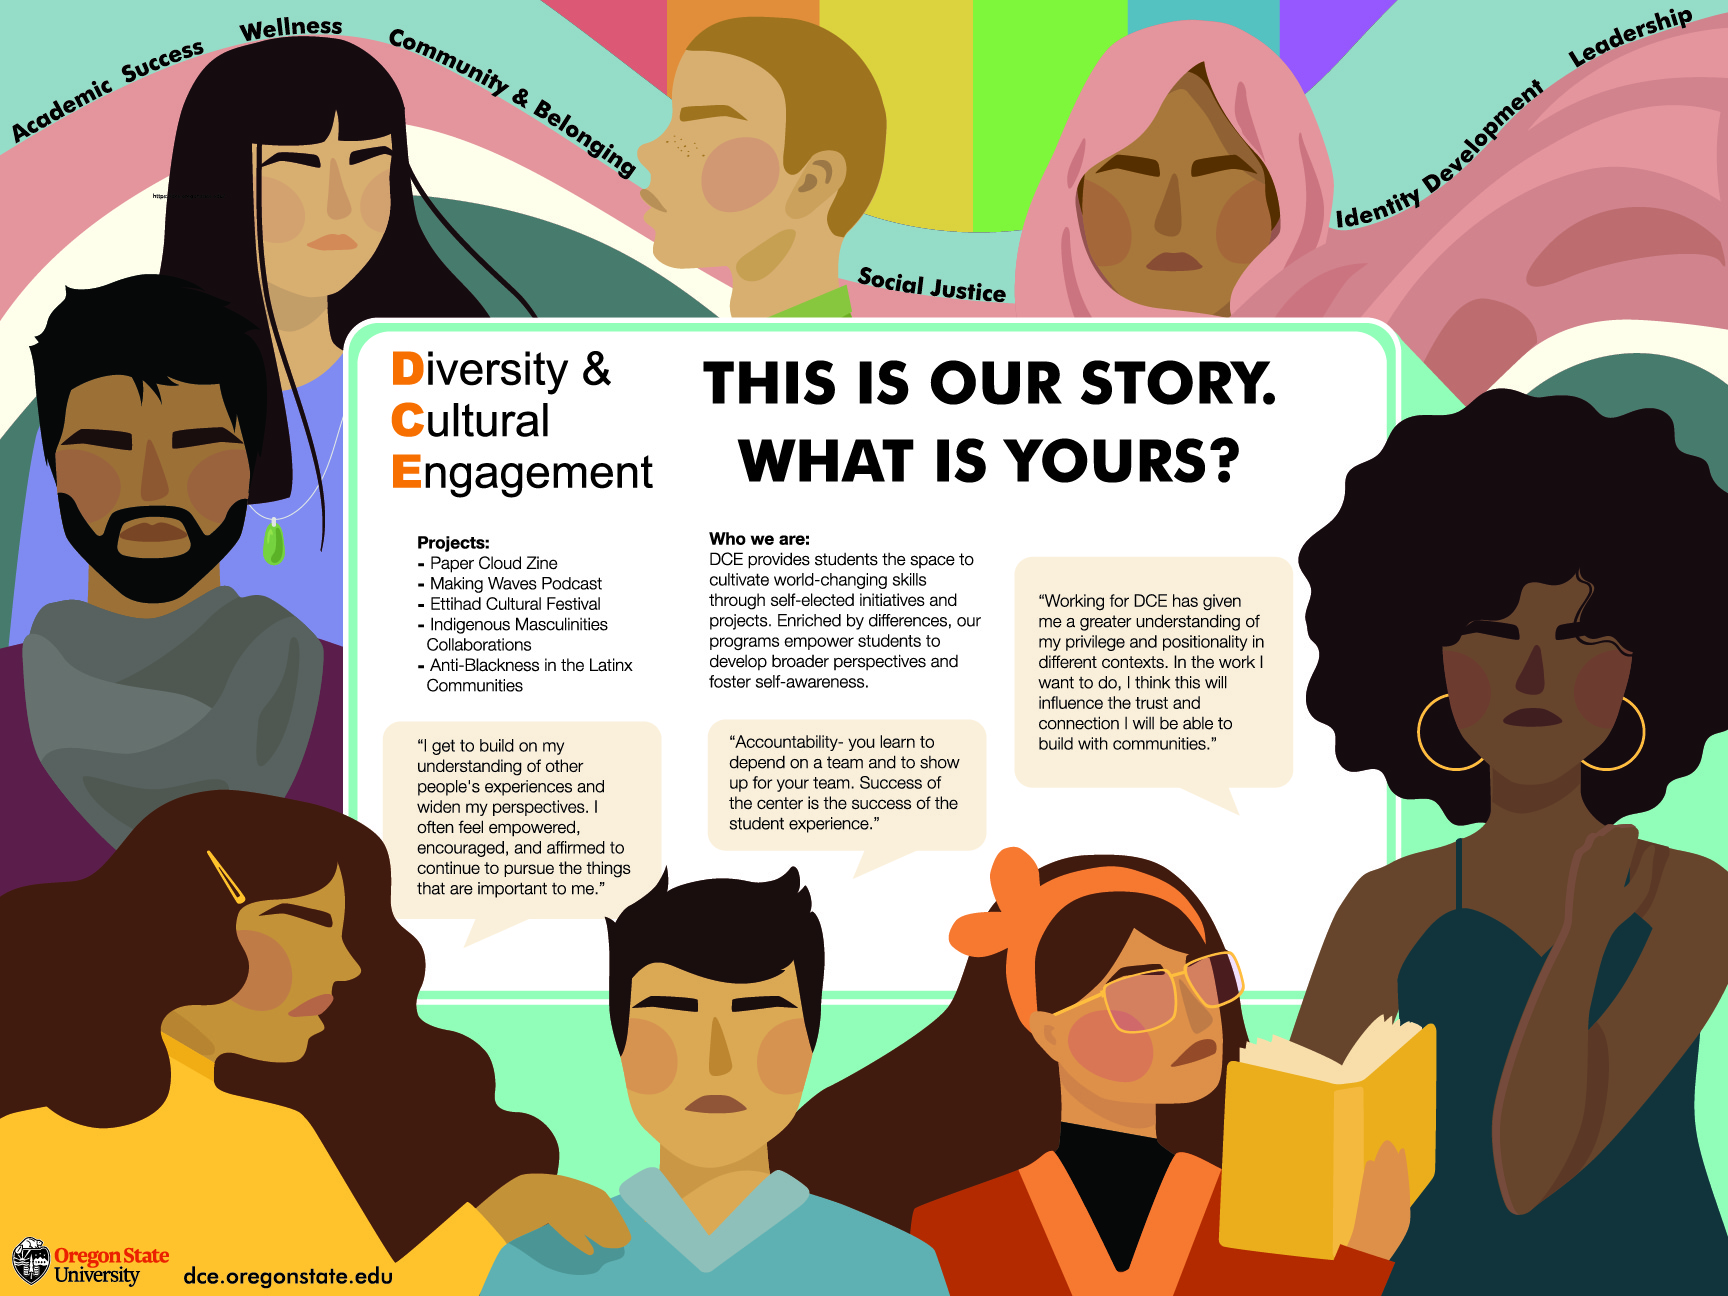 Academic Success
Wellness
Community & Belonging
Social Justice
Identity Development
Leadership
Diversity &
Cultural
Engagement
THIS IS OUR STORY.
WHAT IS YOURS?
Projects:
- Paper Cloud Zine
- Making Waves Podcast
- Ettihad Cultural Festival
- Indigenous Masculinities
Collaborations
- Anti-Blackness in the Latinx
Communities
Who we are:
DCE provides students the space to
cultivate world-changing skills
through self-elected initiatives and
projects. Enriched by differences, our
programs empower students to
develop broader perspectives and
foster self-awareness.
“Working for DCE has given
me a greater understanding of
my privilege and positionality in
different contexts. In the work I
want to do, I think this will
influence the trust and
connection I will be able to
build with communities.”
“I get to build on my
understanding of other
people's experiences and
widen my perspectives. I
often feel empowered,
encouraged, and affirmed to
continue to pursue the things
that are important to me.”
“Accountability- you learn to
depend on a team and to show
up for your team. Success of
the center is the success of the
student experience.”
Oregon State
University
dce.oregonstate.edu